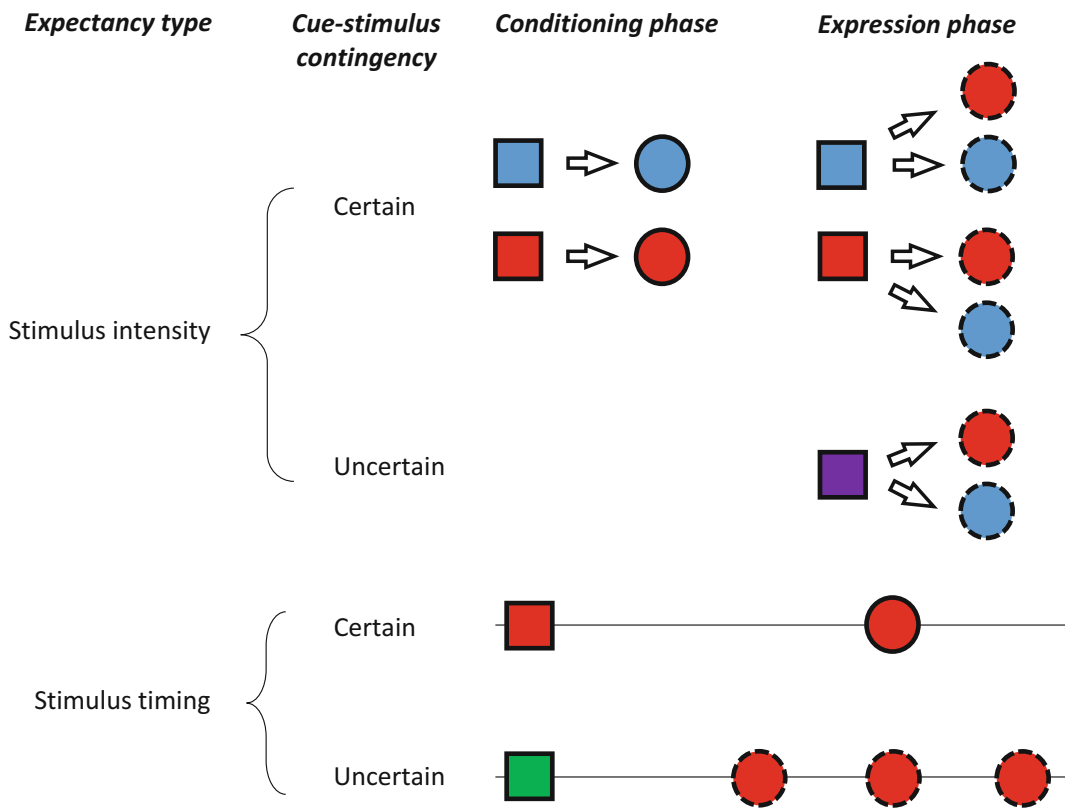 Expectancy type
Cue-stimulus
contingency
Conditioning phase
Expression phase
Certain
Stimulus intensity
Uncertain
Certain
Stimulus timing
Uncertain